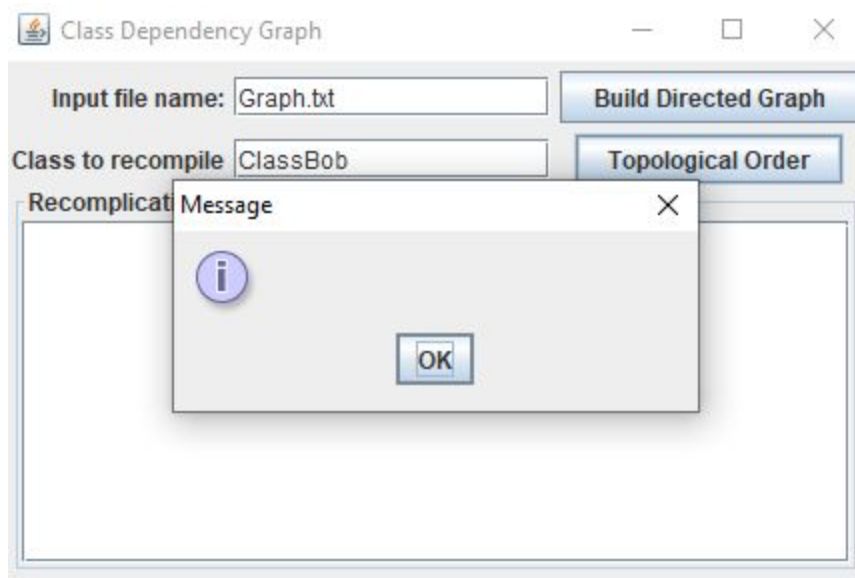 Class Dependency Graph
Input file name: Graph.txt Build Directed Graph
Class to recompile ClassBob Topological Order
Recomplicati
Message
i
OK